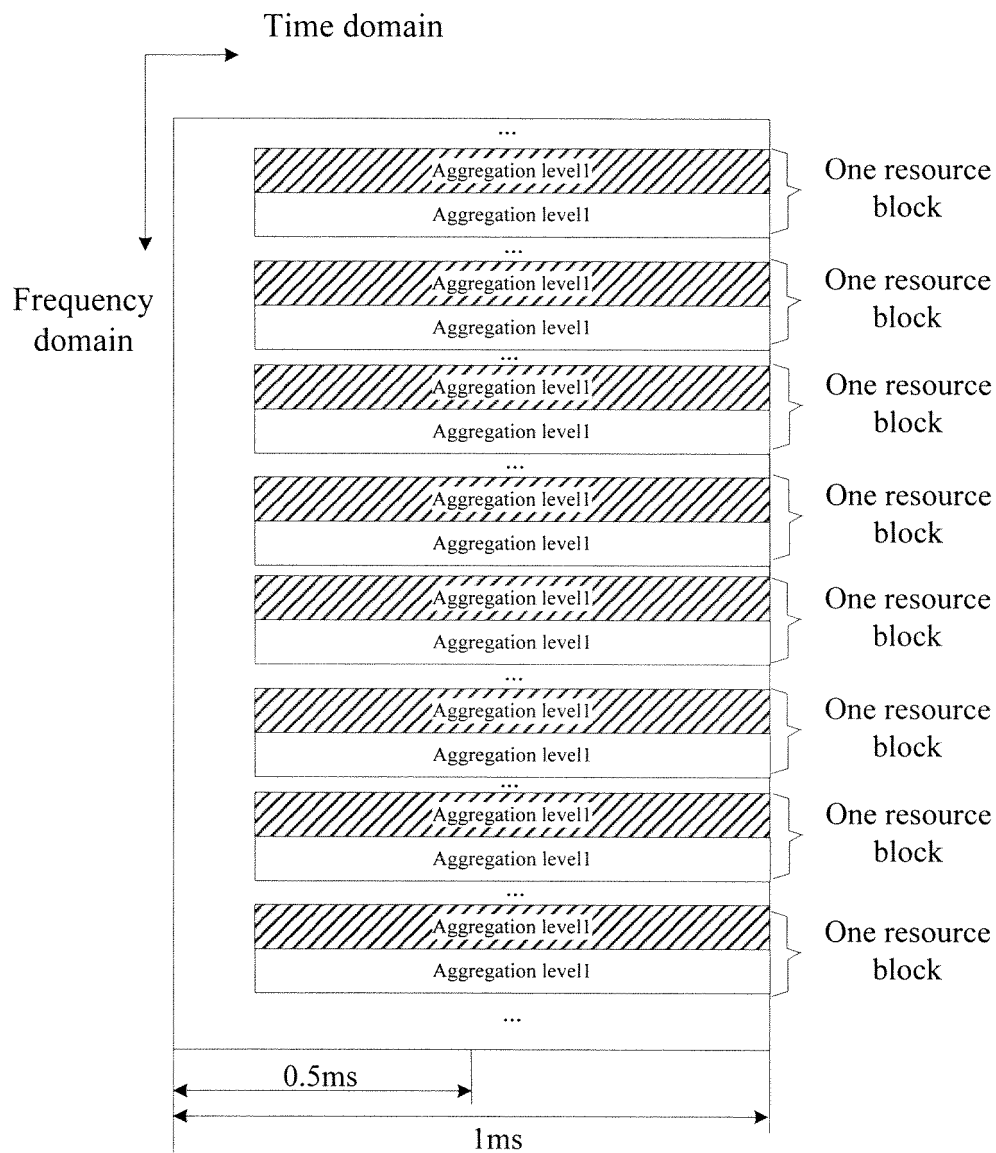 Time domain
Frequency
domain
...
Aggregation level1
Aggregation level1
One resource
block
...
Aggregation level1
Aggregation level1
One resource
block
...
Aggregation level1
Aggregation level1
One resource
block
...
Aggregation level1
Aggregation level1
One resource
block
Aggregation level1
Aggregation level1
One resource
block
...
Aggregation level1
Aggregation level1
One resource
block
...
Aggregation level1
Aggregation level1
One resource
block
...
Aggregation level1
Aggregation level1
One resource
block
...
0.5ms
1ms